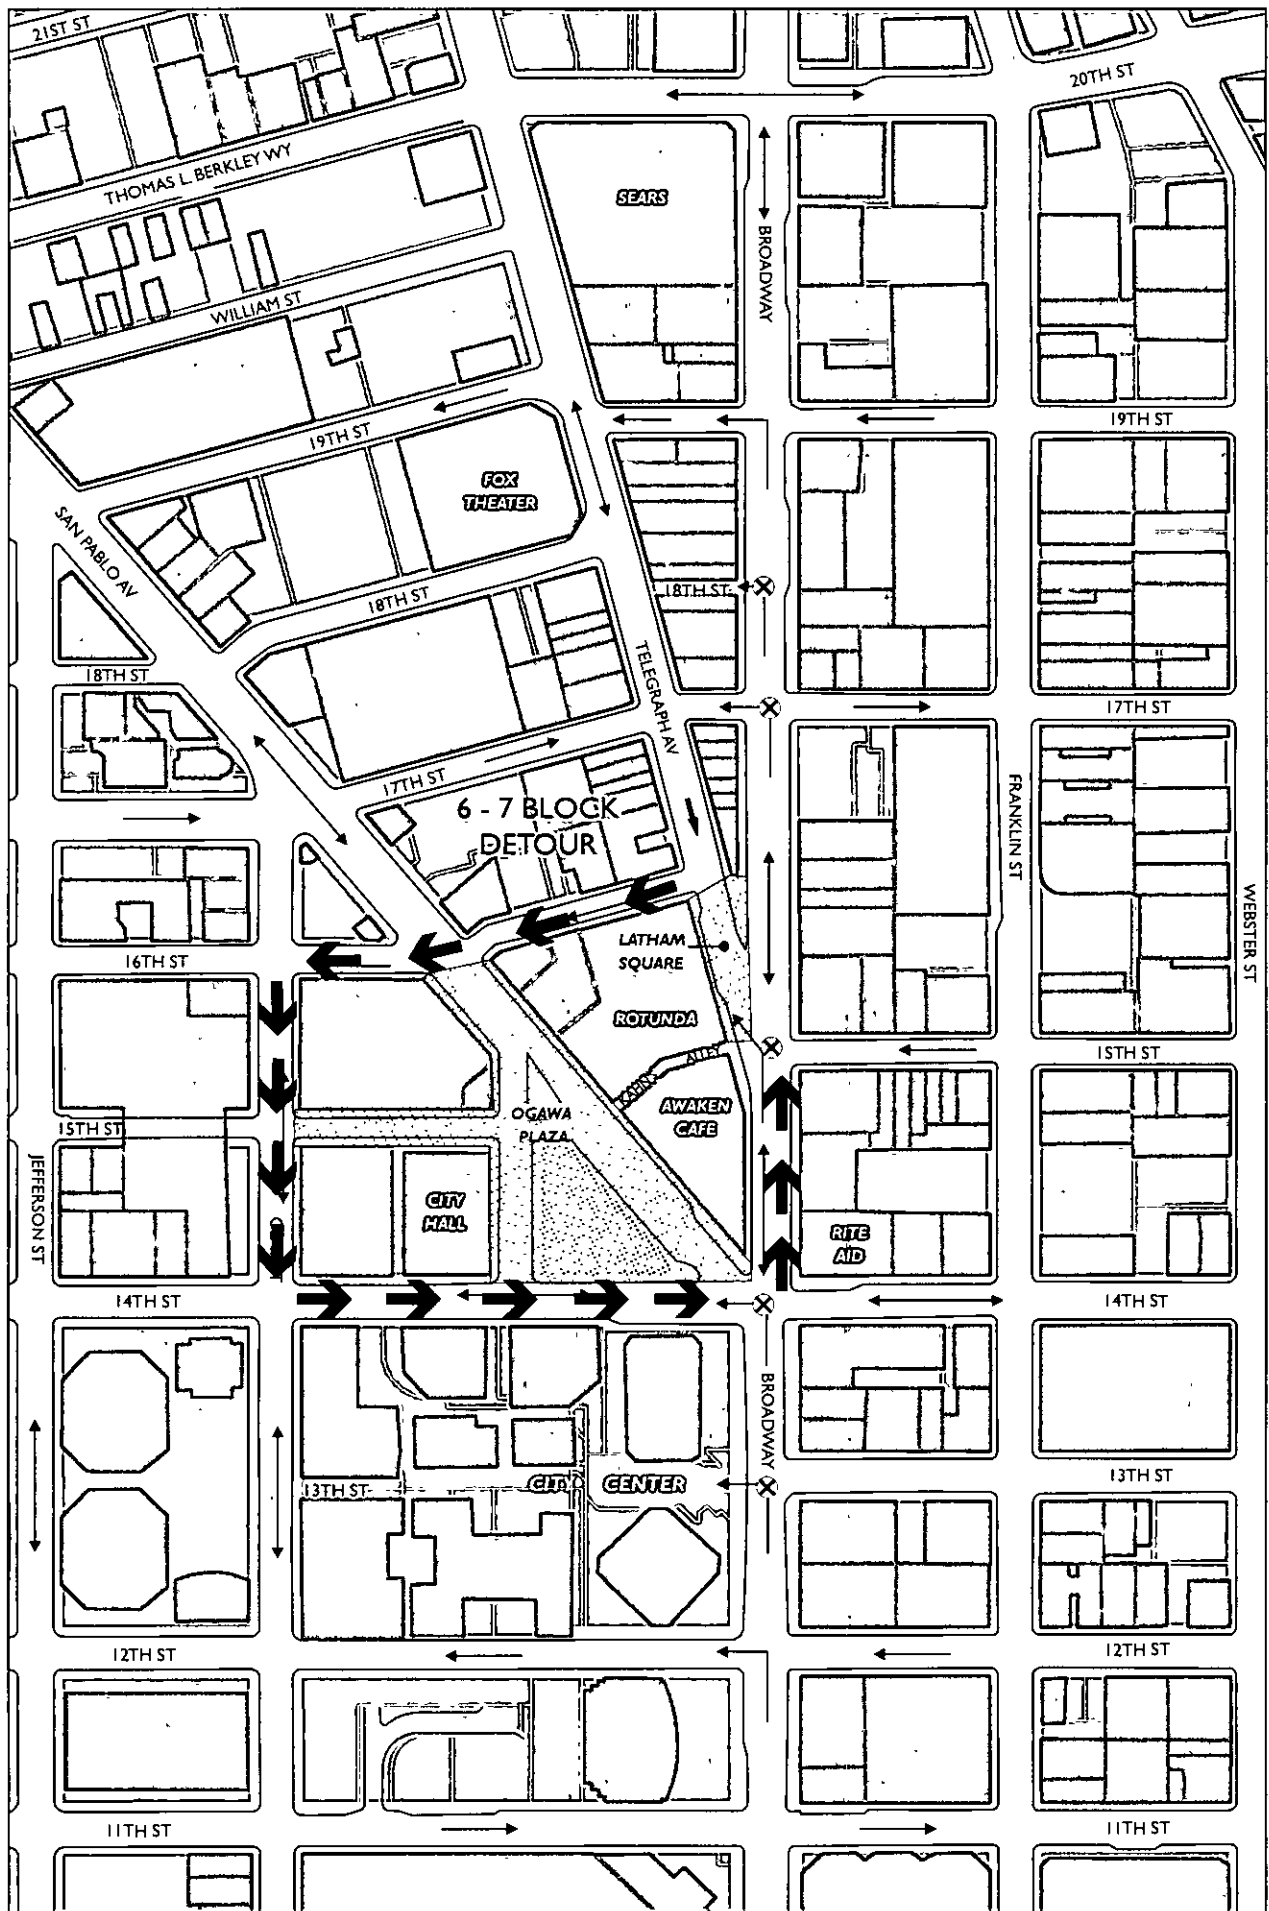 21ST ST
20TH ST
THOMAS L. BERKLEY WY
SEARS
BROADWAY
WILLIAM ST
19TH ST
19TH ST
FOX
THEATER
SAN PABLO AV
18TH ST
18TH ST
18TH ST
TELEGRAPH AV
17TH ST
17TH ST
6 - 7 BLOCK
DETOUR
FRANKLIN ST
WEBSTER ST
LATHAM
SQUARE
16TH ST
ROTUNDA
15TH ST
KAHN'S ALLEY
AWAKEN
CAFE
OGAWA
PLAZA
15TH ST
JEFFERSON ST
CITY
HALL
RITE
AID
14TH ST
14TH ST
BROADWAY
13TH ST
CITY CENTER
13TH ST
12TH ST
12TH ST
11TH ST
11TH ST